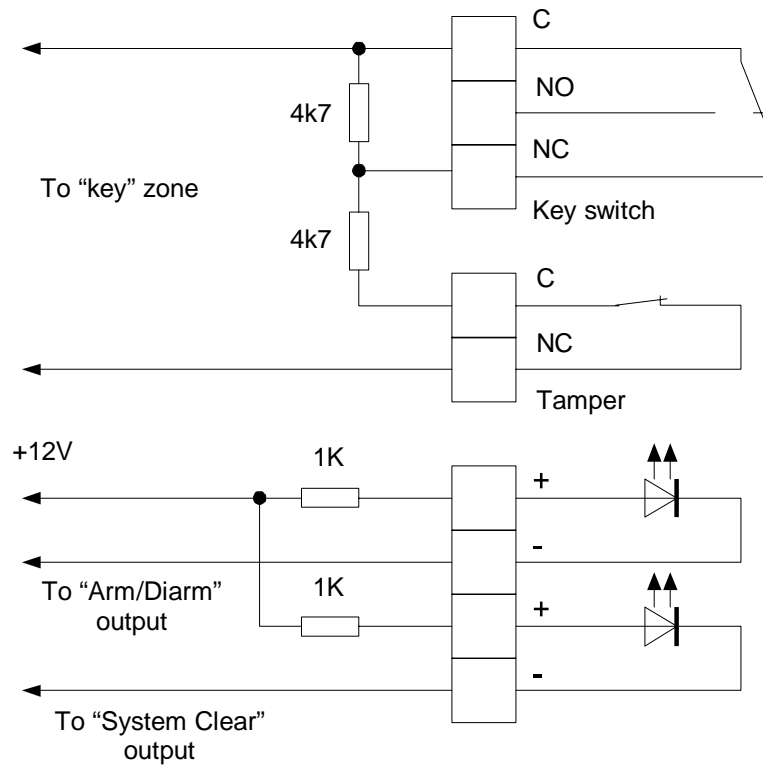 C
NO
4k7
NC
To “key” zone
Key switch
4k7
C
NC
Tamper
+12V
1K
+
-
To “Arm/Diarm”
output
1K
+
-
To “System Clear”
output